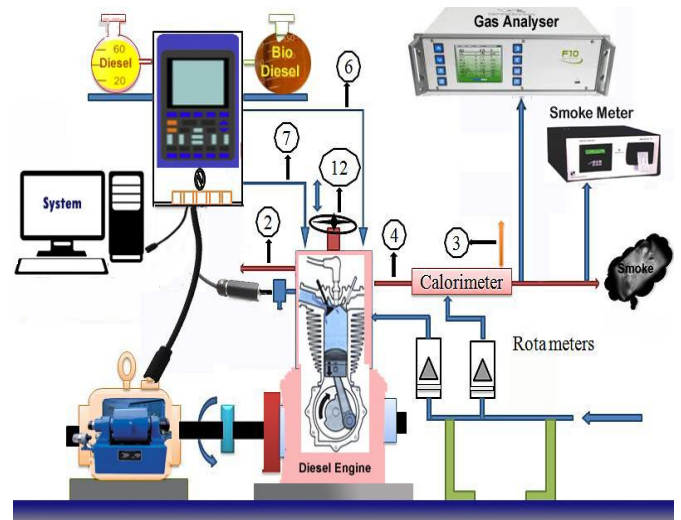 Gas Analyser
60
Diesel
20
Bio
Diesel
6
F10
Smoke Meter
7
12
System
2
4
3
Calorimeter
Smoke
Rotameters
Diesel Engine